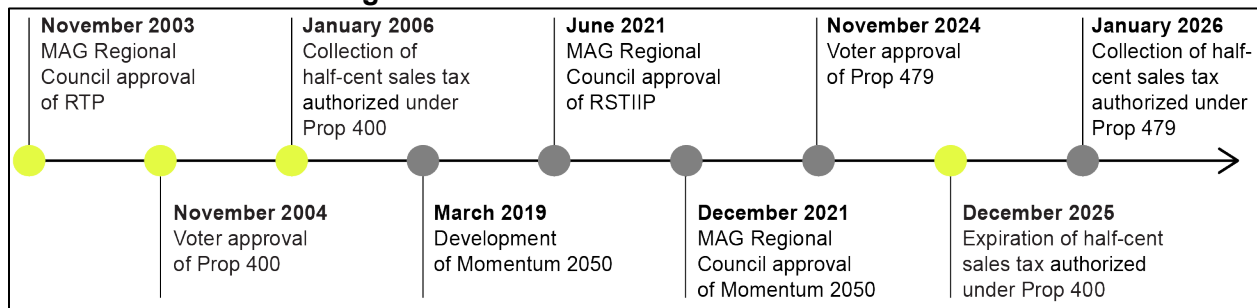 November 2003
MAG Regional
Council approval
of RTP
November 2004
Voter approval
of Prop 400
January 2006
Collection of
half-cent sales tax
authorized under
Prop 400
March 2019
Development
of Momentum 2050
June 2021
MAG Regional
Council approval
of RSTIIP
December 2021
MAG Regional
Council approval
of Momentum 2050
November 2024
Voter approval
of Prop 479
December 2025
Expiration of half-cent
sales tax authorized
under Prop 400
January 2026
Collection of half-
cent sales tax
authorized under
Prop 479